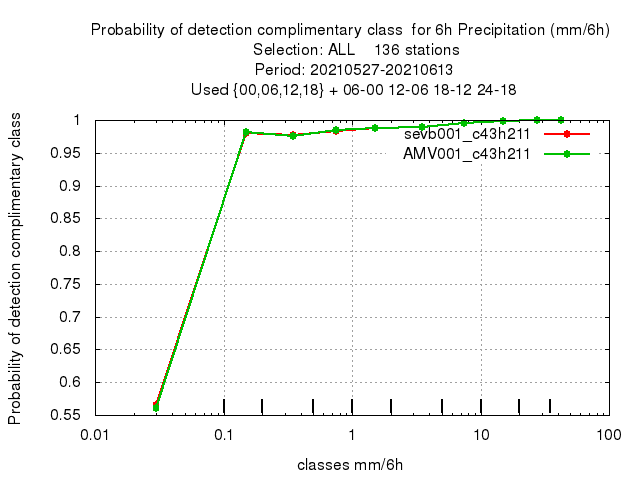 Probability of detection complimentary class  for 6h Precipitation (mm/6h)
Selection: ALL    136 stations
Period: 20210527-20210613
Used {00,06,12,18} + 06-00 12-06 18-12 24-18
Probability of detection complimentary class
1
0.95
0.9
0.85
0.8
0.75
0.7
0.65
0.6
0.55
sevb001_c43h211
AMV001_c43h211
0.01 0.1 1 10 100
classes mm/6h